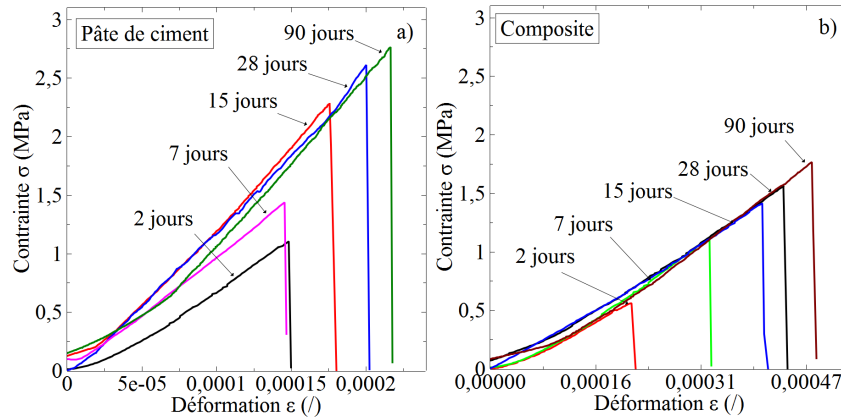 Pâte de ciment
a)
90 jours
28 jours
15 jours
7 jours
2 jours
3
2,5
2
1,5
1
0,5
0
Contrainte σ (MPa)
0
5e-05
0,0001
0,00015
0,0002
Déformation ε (/)
Composite
b)
90 jours
28 jours
15 jours
7 jours
2 jours
3
2,5
2
1,5
1
0,5
0,0
Contrainte σ (MPa)
0,00000
0,00016
0,00031
0,00047
Déformation ε (/)